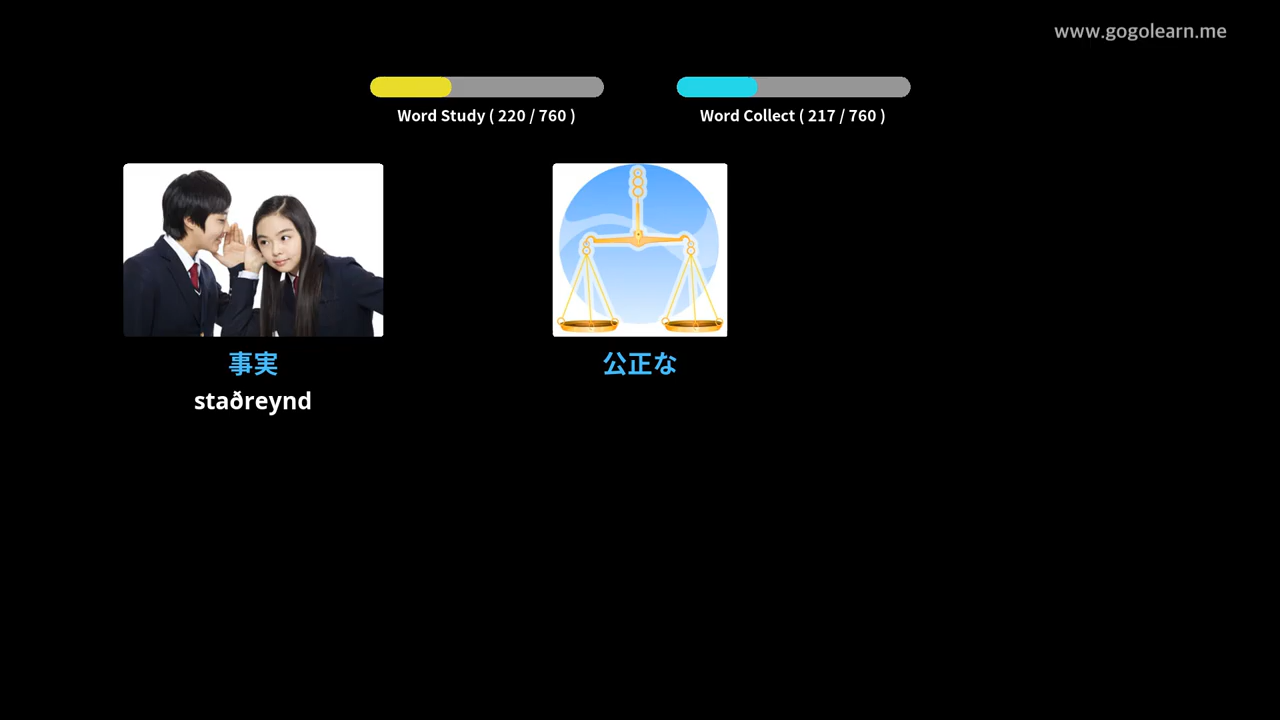 www.gogolearn.me
Word Study ( 220 / 760 )
Word Collect ( 217 / 760 )
事実
staðreynd
公正な